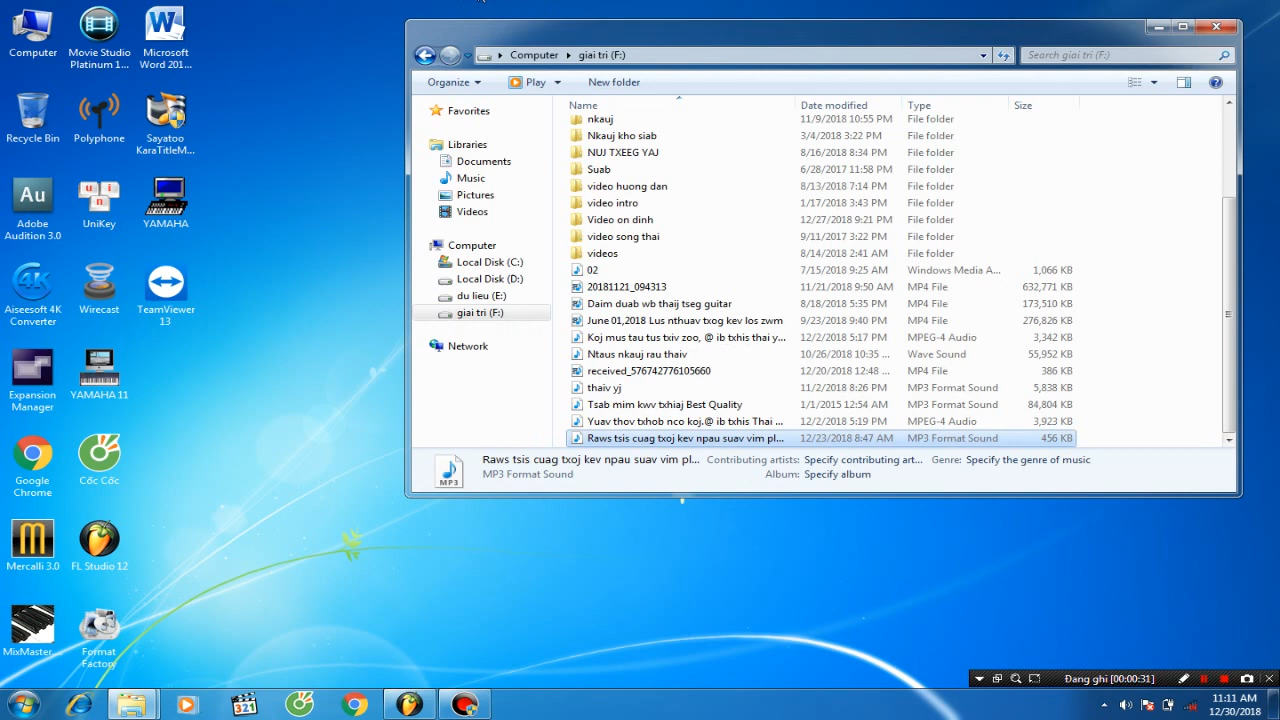 Computer
Movie Studio
Platinum 1...
Microsoft
Word 201...
Recycle Bin
Polyphone
Sayatoo
KaraTitleM...
Au
Adobe
Audition 3.0
UniKey
YAMAHA
4K
Aiseesoft 4K
Converter
Wirecast
TeamViewer
13
Expansion
Manager
YAMAHA 11
Google
Chrome
Cốc Cốc
Mercalli 3.0
FL Studio 12
MixMaster...
Format
Factory
Computer
giai tri (F:)
Search giai tri (F:)
Organize
Play
New folder
Favorites
Libraries
Documents
Music
Pictures
Videos
Computer
Local Disk (C:)
Local Disk (D:)
du lieu (E:)
giai tri (F:)
Network
Name Date modified Type Size
nkauj 11/9/2018 10:55 PM File folder
Nkauj kho siab 3/4/2018 3:22 PM File folder
NUJ TXEEG YAJ 8/16/2018 8:34 PM File folder
Suab 6/28/2017 11:58 PM File folder
video huong dan 8/13/2018 7:14 PM File folder
video intro 1/17/2018 3:43 PM File folder
Video on dinh 12/27/2018 9:21 PM File folder
video song thai 9/11/2017 3:22 PM File folder
videos 8/14/2018 2:41 AM File folder
02 7/15/2018 9:25 AM Windows Media A... 1,066 KB
20181121_094313 11/21/2018 9:50 AM MP4 File 632,771 KB
Daim duab wb thaij tseg guitar 8/18/2018 5:35 PM MP4 File 173,510 KB
June 01,2018 Lus nthuav txog kev los zwm 9/23/2018 9:40 PM MP4 File 276,826 KB
Koj mus tau tus txiv zoo, @ ib txhis thai y... 12/2/2018 5:17 PM MPEG-4 Audio 3,342 KB
Ntaus nkauj rau thaiv 10/26/2018 10:35 ... Wave Sound 55,952 KB
received_576742776105660 12/20/2018 12:48 ... MP4 File 386 KB
thaiv yj 11/2/2018 8:26 PM MP3 Format Sound 5,838 KB
Tsab mim kwv txhiaj Best Quality 1/1/2015 12:54 AM MP3 Format Sound 84,804 KB
Yuav thov txhob nco koj.@ ib txhis Thai ... 12/2/2018 5:19 PM MPEG-4 Audio 3,923 KB
Raws tsis cuag txoj kev npau suav vim pl... 12/23/2018 8:47 AM MP3 Format Sound 456 KB
MP3
Raws tsis cuag txoj kev npau suav vim pl... Contributing artists: Specify contributing art... Genre: Specify the genre of music
MP3 Format Sound Album: Specify album
Đang ghi [00:00:31]
321
11:11 AM
12/30/2018